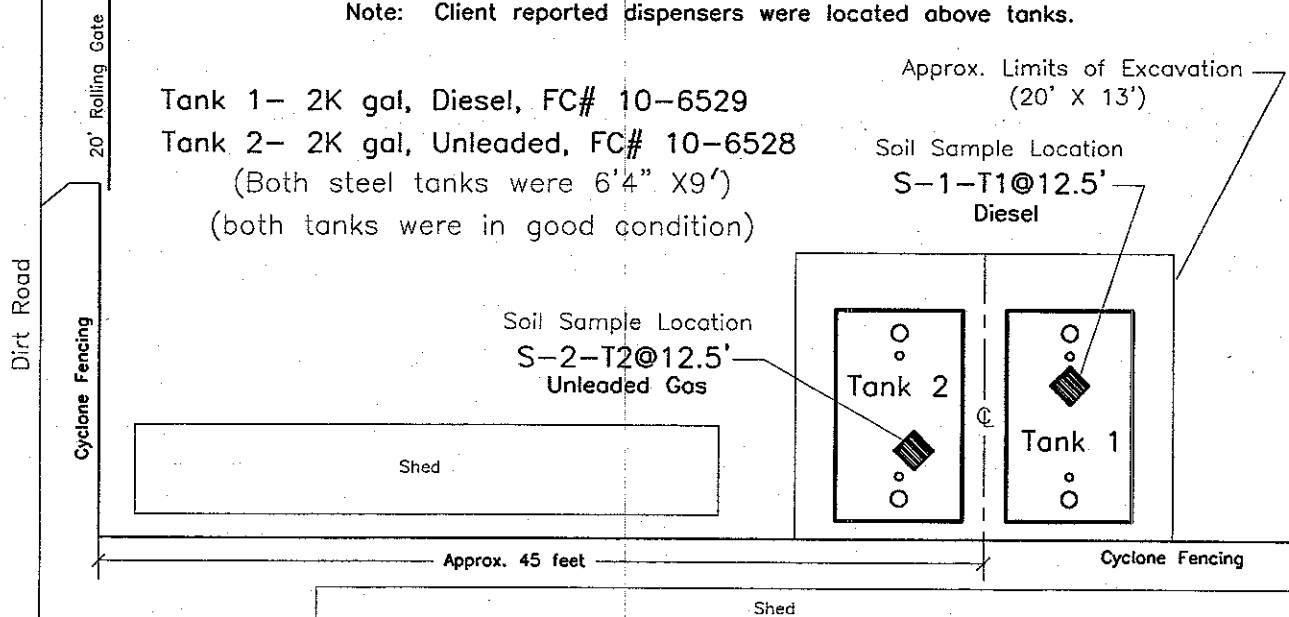 Note: Client reported dispensers were located above tanks.
20' Rolling Gate
Approx. Limits of Excavation
(20' X 13')
Tank 1- 2K gal, Diesel, FC# 10-6529
Tank 2- 2K gal, Unleaded, FC# 10-6528
(Both steel tanks were 6'4" X9')
(both tanks were in good condition)
Soil Sample Location
S-1-T1@12.5'
Diesel
Dirt Road
Cyclone Fencing
Soil Sample Location
S-2-T2@12.5'
Unleaded Gas
Tank 2
℄
Tank 1
Shed
Approx. 45 feet
Cyclone Fencing
Shed